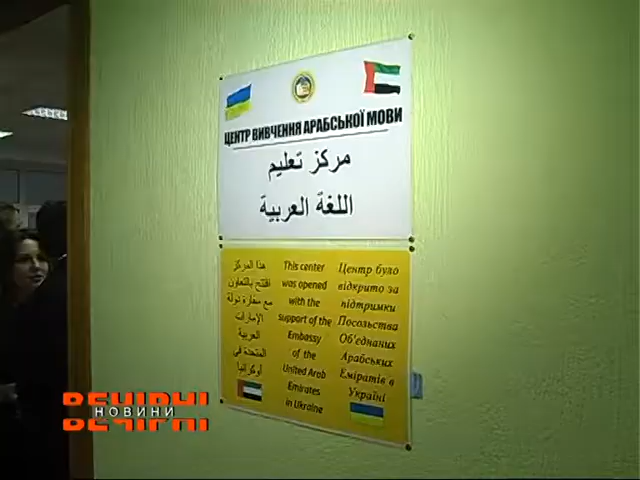 ЦЕНТР ВИВЧЕННЯ АРАБСЬКОЇ МОВИ
مركز تعليم
اللغة العربية
هذا المركز
افتتح بالتعاون
مع سفارة دولة
الإمارات
العربية
المتحدة في
أوكرانيا
This center
was opened
with the
support of the
Embassy
of the
United Arab
Emirates
in Ukraine
Центр було
відкрито за
підтримки
Посольства
Об'єднаних
Арабських
Еміратів в
Україні
ВЕЧІРНІ
НОВИНИ